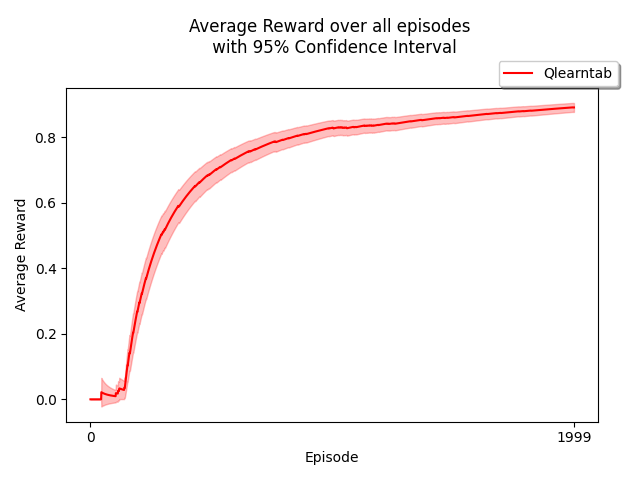 Average Reward over all episodes
with 95% Confidence Interval
Qlearntab
0.8
0.6
0.4
0.2
0.0
Average Reward
0
1999
Episode